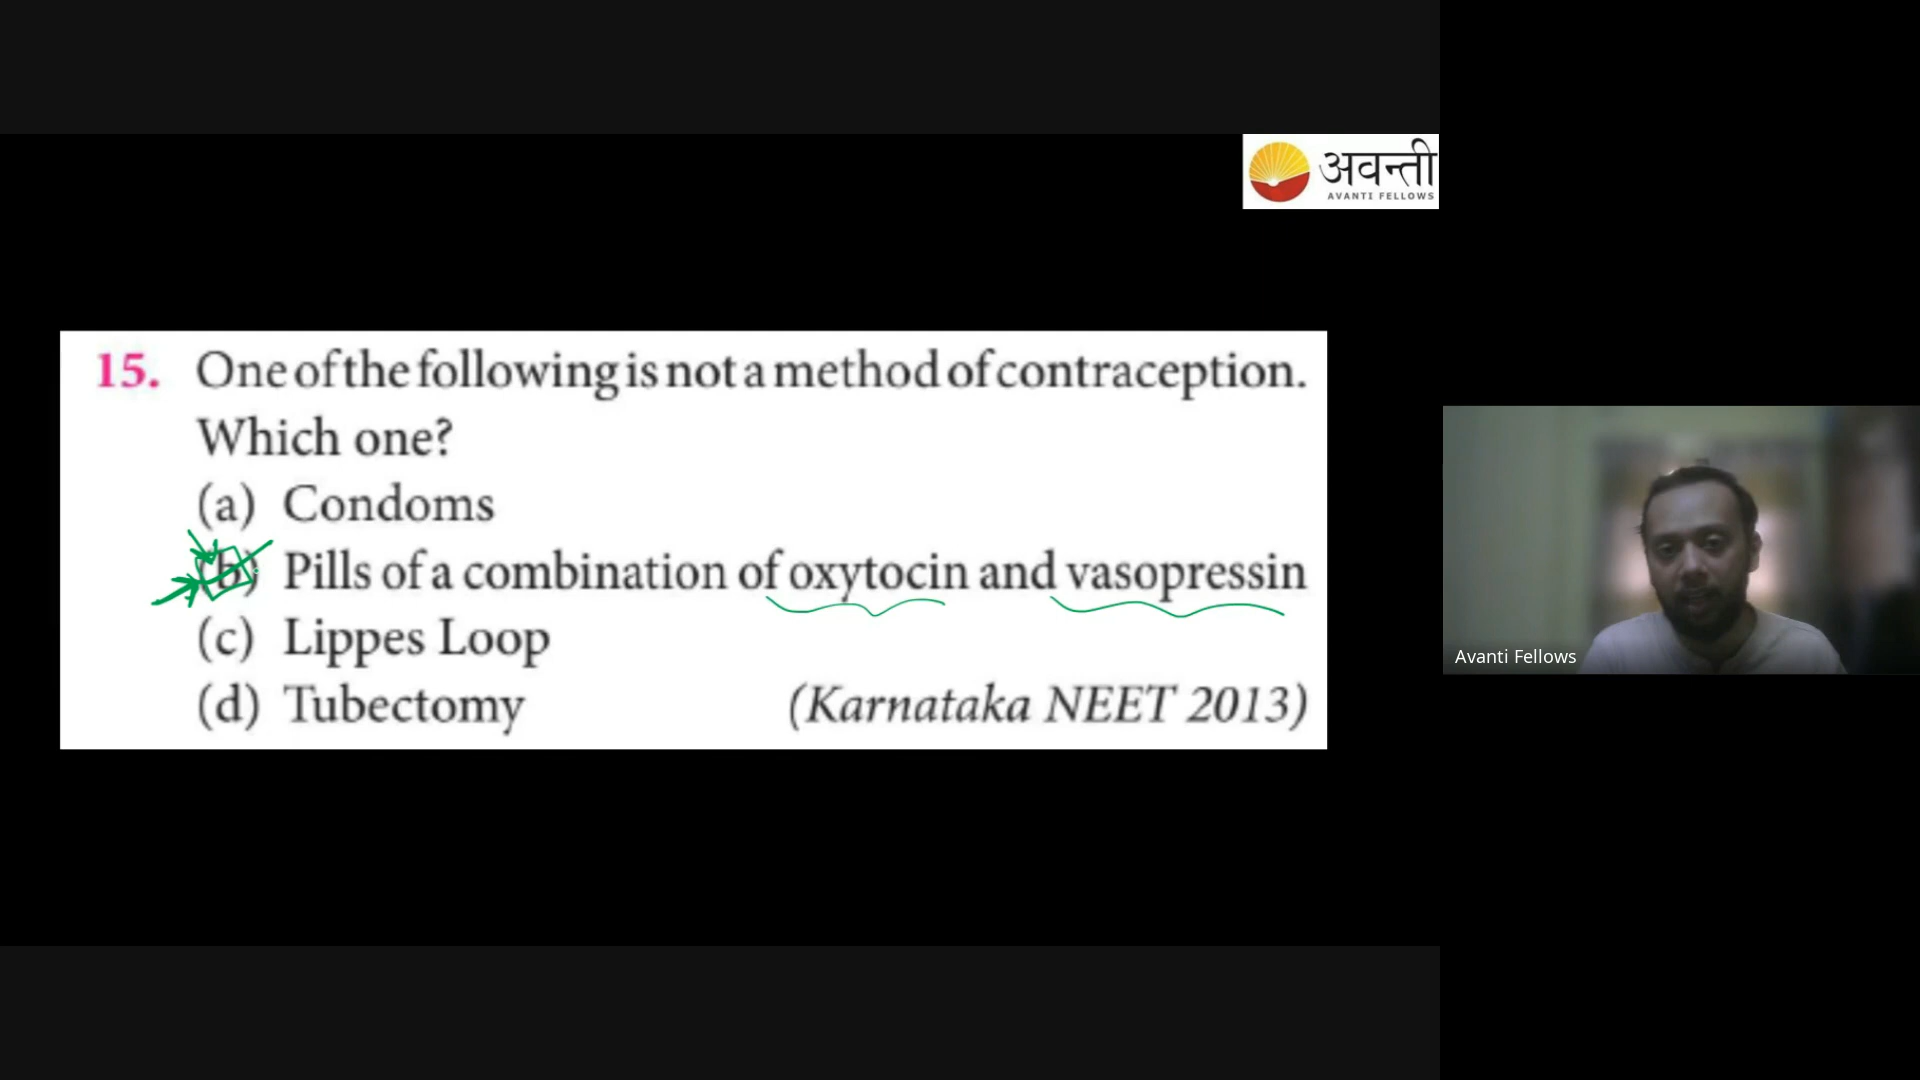 अवन्ती
AVANTI FELLOWS
15. One of the following is not a method of contraception.
Which one?
(a) Condoms
(b) Pills of a combination of oxytocin and vasopressin
(c) Lippes Loop
(d) Tubectomy (Karnataka NEET 2013)
Avanti Fellows